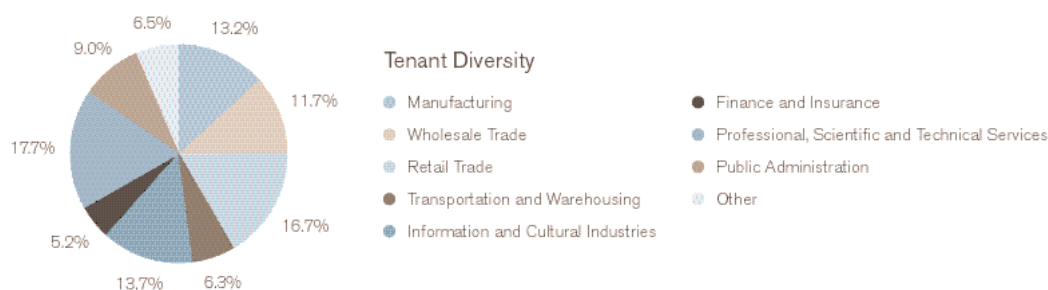 6.5%
13.2%
9.0%
11.7%
17.7%
16.7%
5.2%
13.7%
6.3%
Tenant Diversity
Manufacturing
Wholesale Trade
Retail Trade
Transportation and Warehousing
Information and Cultural Industries
Finance and Insurance
Professional, Scientific and Technical Services
Public Administration
Other